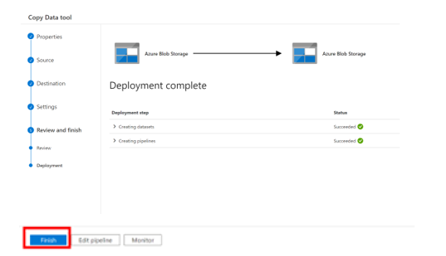 Copy Data tool
Properties
Source
Destination
Settings
Review and finish
Review
Deployment
Azure Blob Storage
Azure Blob Storage
Deployment complete
Deployment step Status
Creating datasets Succeeded
Creating pipelines Succeeded
Finish Edit pipeline Monitor